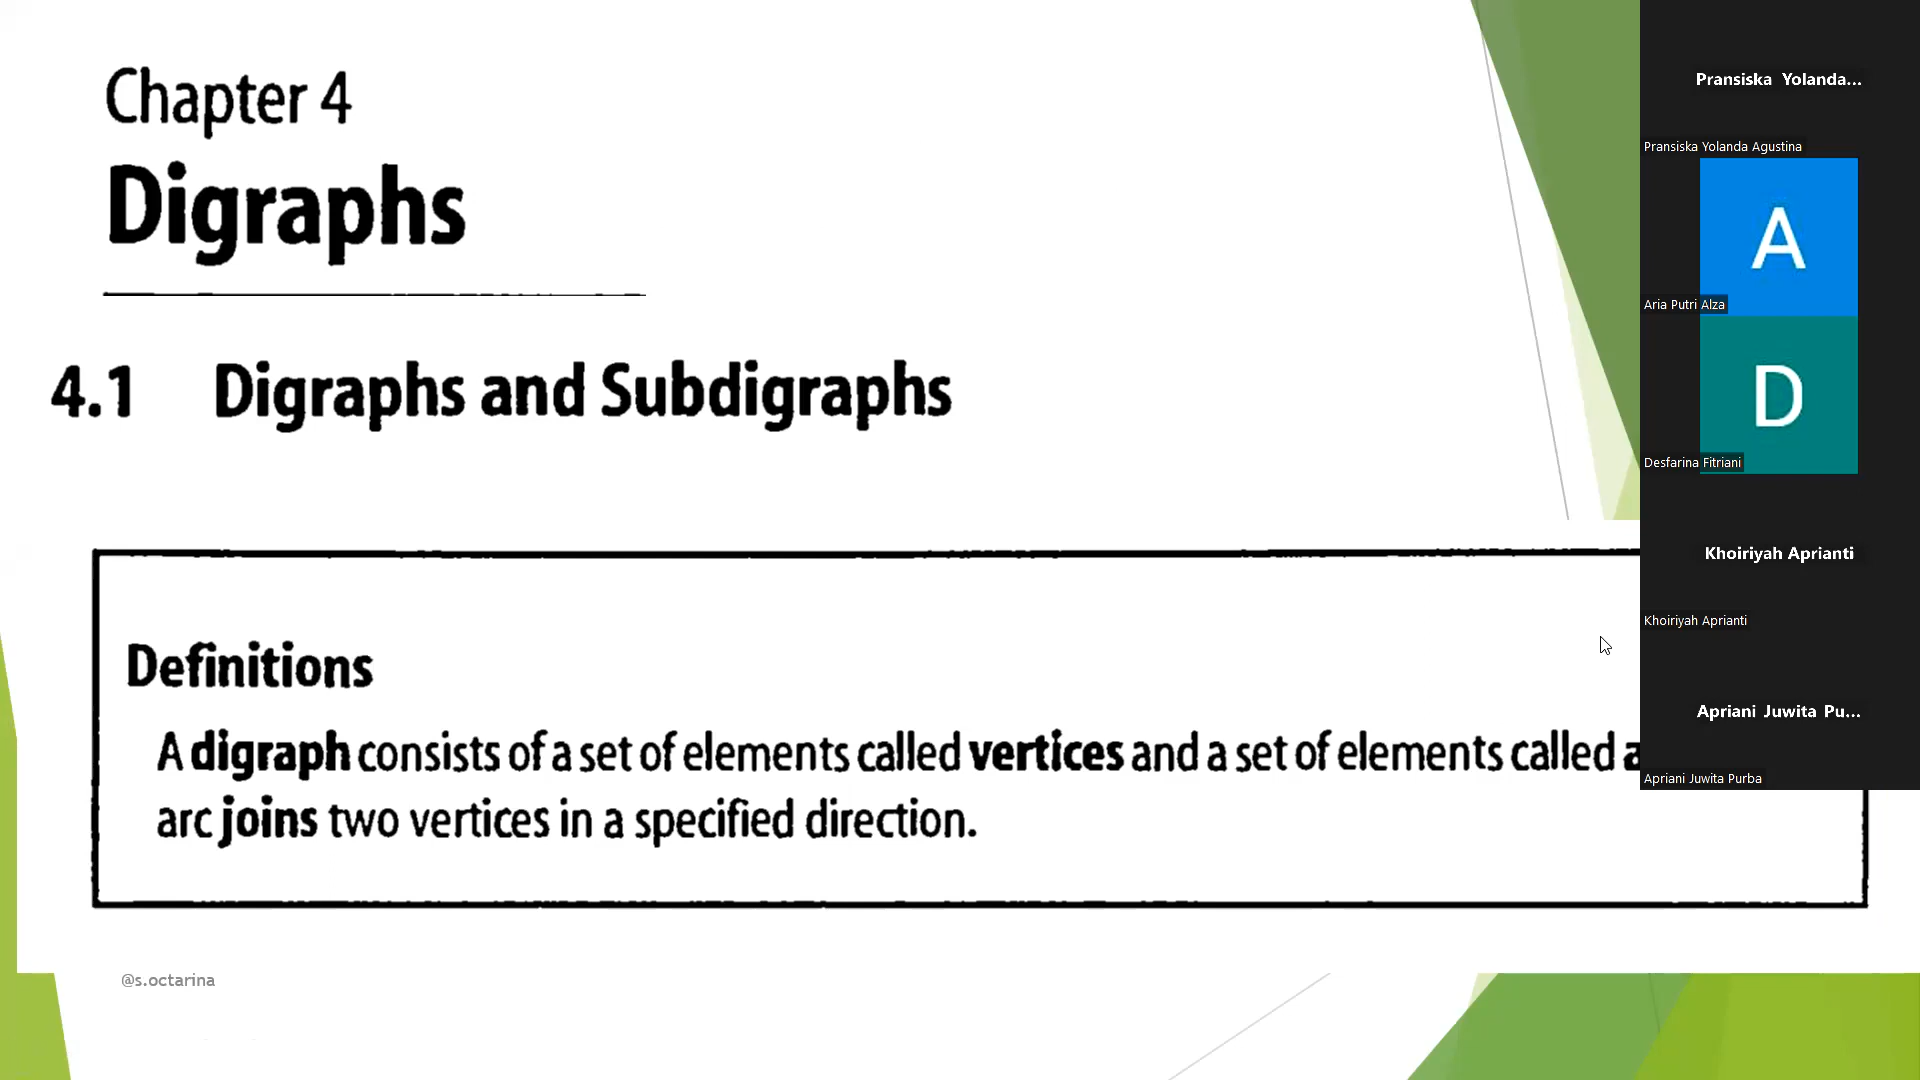 Chapter 4
Digraphs
4.1 Digraphs and Subdigraphs
Definitions
A digraph consists of a set of elements called vertices and a set of elements called
arc joins two vertices in a specified direction.
@s.octarina
Pransiska Yolanda...
Pransiska Yolanda Agustina
A
Aria Putri Alza
D
Desfarina Fitriani
Khoiriyah Aprianti
Khoiriyah Aprianti
Apriani Juwita Pu...
Apriani Juwita Purba